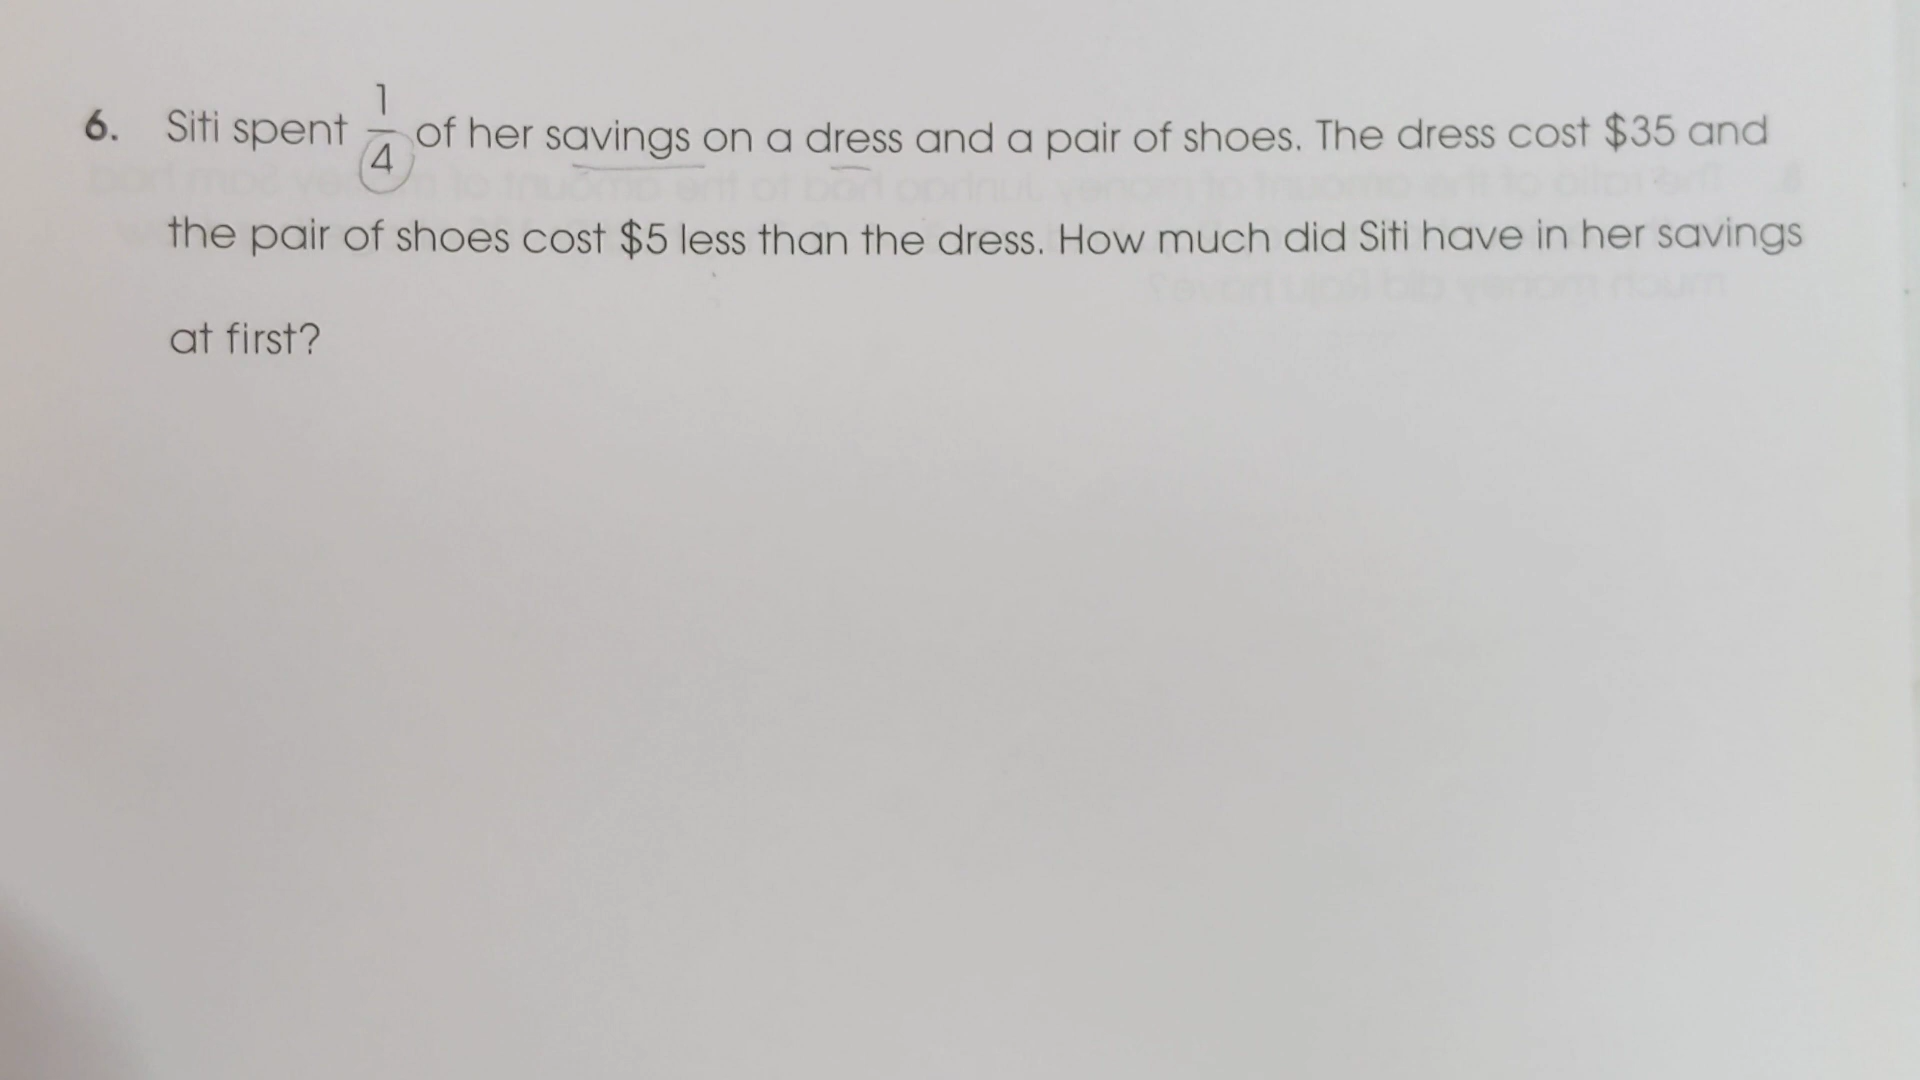 6. Siti spent 1/4 of her savings on a dress and a pair of shoes. The dress cost $35 and
the pair of shoes cost $5 less than the dress. How much did Siti have in her savings
at first?